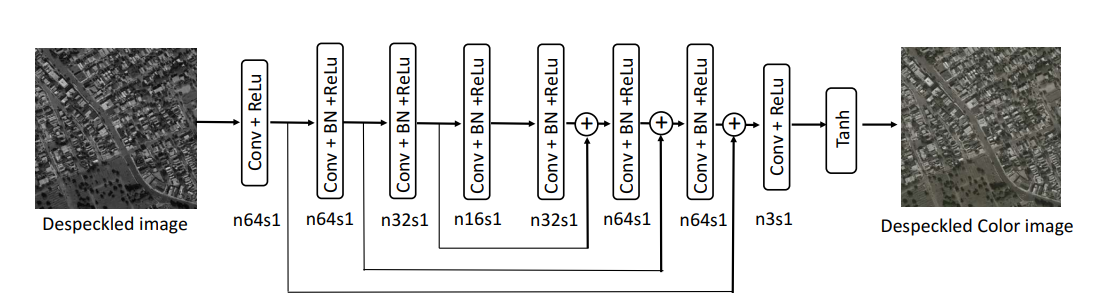 Conv + ReLu
Conv + BN +ReLu
Conv + BN +ReLu
Conv + BN +ReLu
Conv + BN +ReLu
Conv + BN +ReLu
Conv + BN +ReLu
Conv + ReLu
Tanh
Despeckled image
n64s1
n64s1
n32s1
n16s1
n32s1
n64s1
n64s1
n3s1
Despeckled Color image